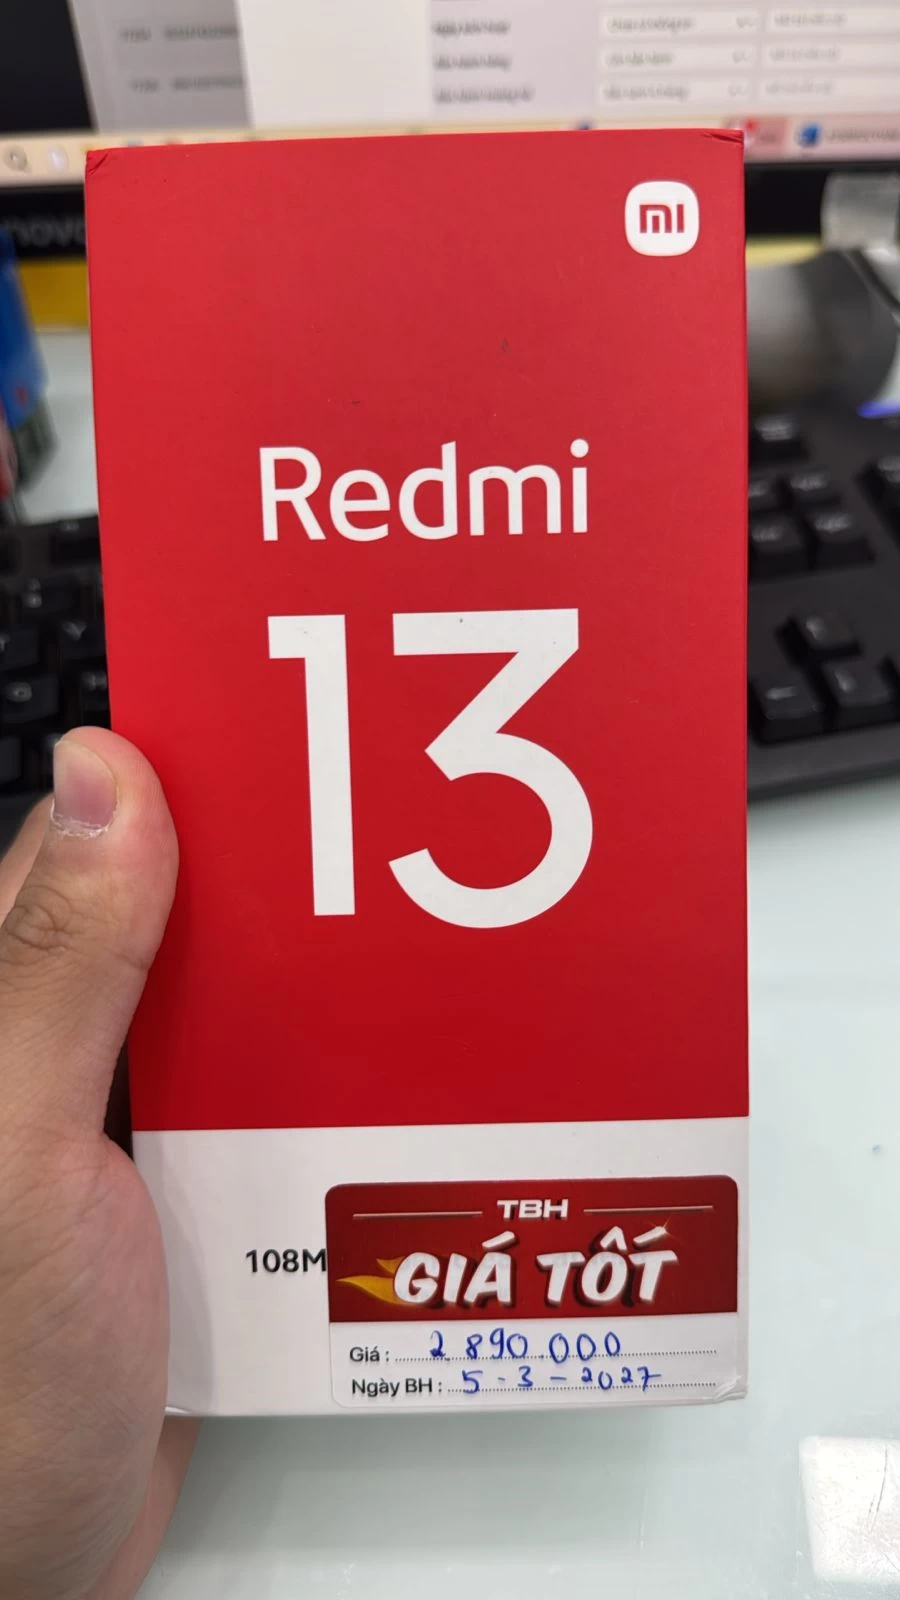 mi
Redmi
13
108M
TBH
GIÁ TỐT
Giá : 2.890.000
Ngày BH : 5 - 3 - 2027